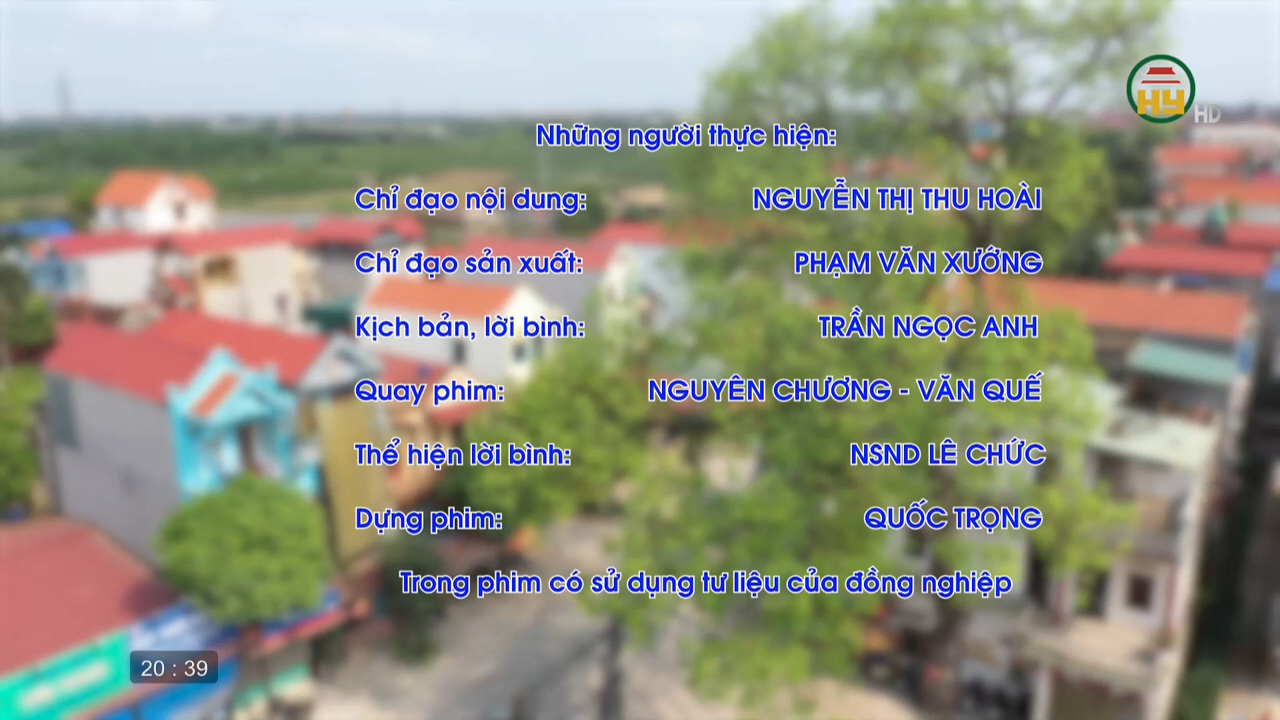 HY HD
Những người thực hiện:
Chỉ đạo nội dung: NGUYỄN THỊ THU HOÀI
Chỉ đạo sản xuất: PHẠM VĂN XƯỚNG
Kịch bản, lời bình: TRẦN NGỌC ANH
Quay phim: NGUYÊN CHƯƠNG - VĂN QUẾ
Thể hiện lời bình: NSND LÊ CHỨC
Dựng phim: QUỐC TRỌNG
Trong phim có sử dụng tư liệu của đồng nghiệp
20 : 39